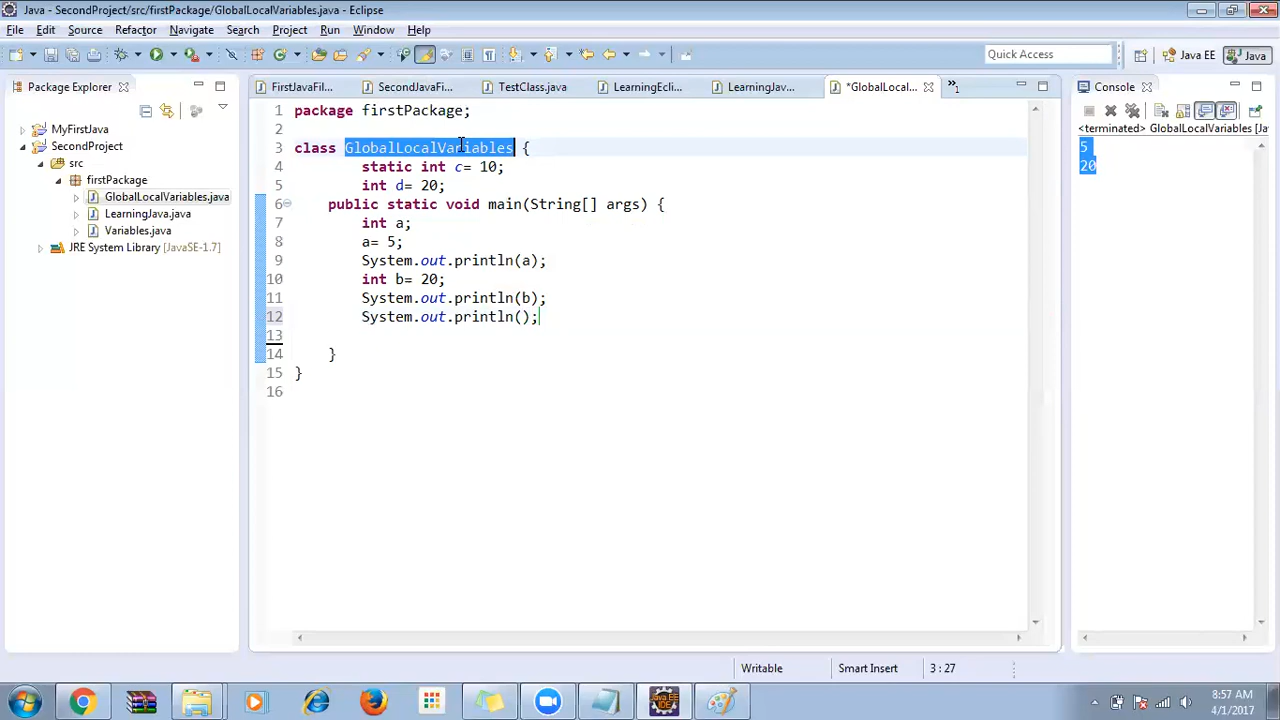 Java - SecondProject/src/firstPackage/GlobalLocalVariables.java - Eclipse
File Edit Source Refactor Navigate Search Project Run Window Help
Quick Access
Java EE
Java
Package Explorer
FirstJavaFil...
SecondJavaFi...
TestClass.java
LearningEcli...
LearningJav...
*GlobalLocal...
»1
Console
MyFirstJava
SecondProject
src
firstPackage
GlobalLocalVariables.java
LearningJava.java
Variables.java
JRE System Library [JavaSE-1.7]
1 package firstPackage;
2
3 class GlobalLocalVariables {
4 static int c= 10;
5 int d= 20;
6 public static void main(String[] args) {
7 int a;
8 a= 5;
9 System.out.println(a);
10 int b= 20;
11 System.out.println(b);
12 System.out.println();
13
14 }
15 }
16
<terminated> GlobalLocalVariables [Ja
5
20
Writable
Smart Insert
3 : 27
8:57 AM
4/1/2017